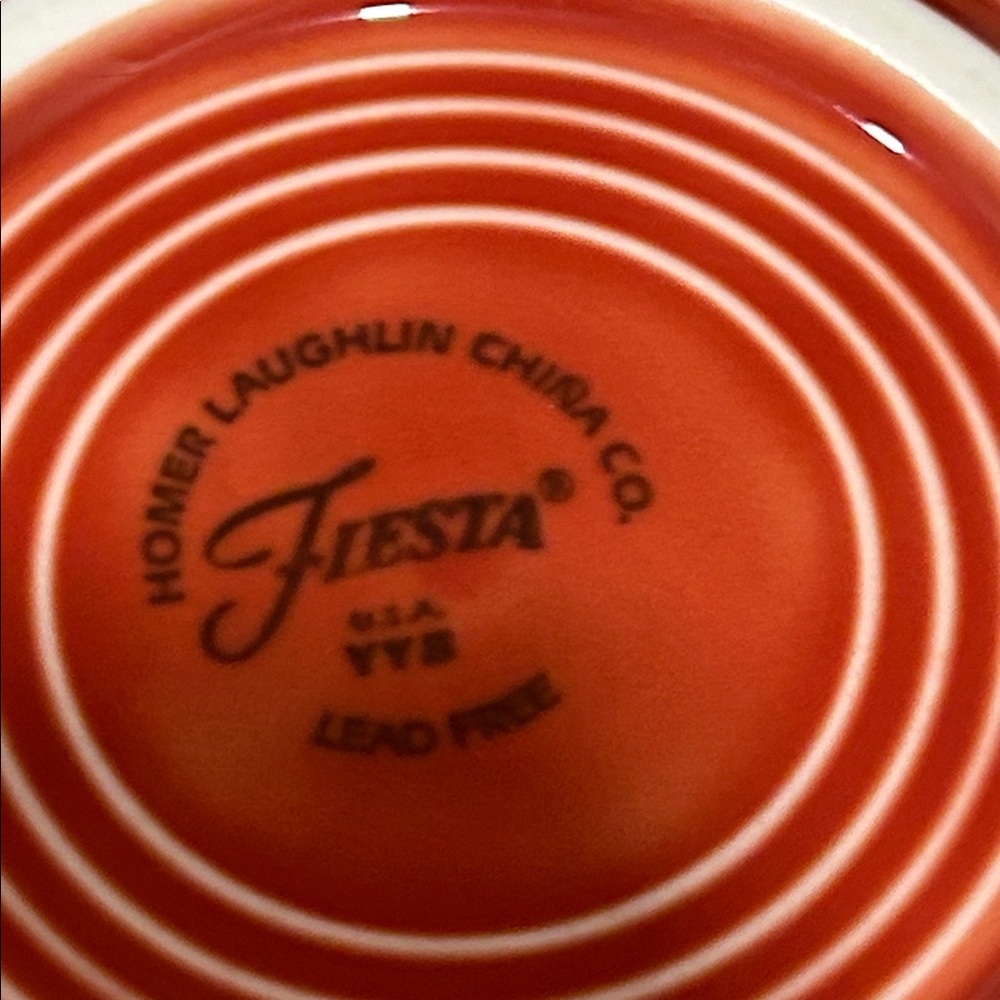 HOMER LAUGHLIN CHINA CO.
FIESTA®
U.S.A.
LEAD FREE